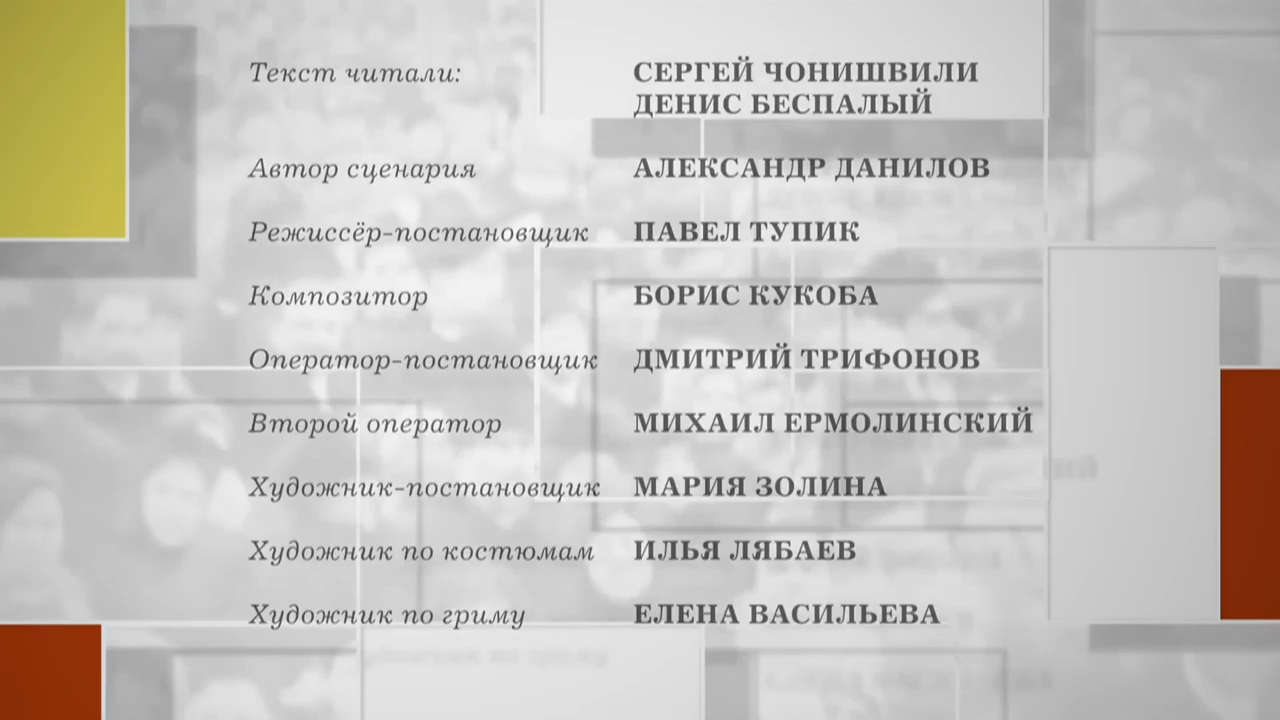 Текст читали: СЕРГЕЙ ЧОНИШВИЛИ
ДЕНИС БЕСПАЛЫЙ
Автор сценария АЛЕКСАНДР ДАНИЛОВ
Режиссёр-постановщик ПАВЕЛ ТУПИК
Композитор БОРИС КУКОБА
Оператор-постановщик ДМИТРИЙ ТРИФОНОВ
Второй оператор МИХАИЛ ЕРМОЛИНСКИЙ
Художник-постановщик МАРИЯ ЗОЛИНА
Художник по костюмам ИЛЬЯ ЛЯБАЕВ
Художник по гриму ЕЛЕНА ВАСИЛЬЕВА